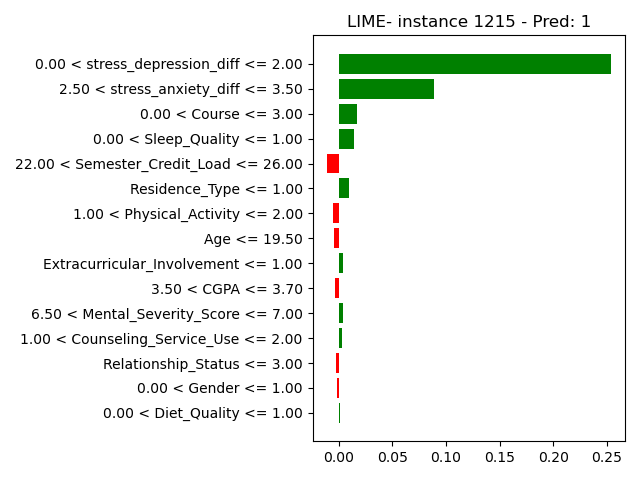 LIME- instance 1215 - Pred: 1
0.00 < stress_depression_diff <= 2.00
2.50 < stress_anxiety_diff <= 3.50
0.00 < Course <= 3.00
0.00 < Sleep_Quality <= 1.00
22.00 < Semester_Credit_Load <= 26.00
Residence_Type <= 1.00
1.00 < Physical_Activity <= 2.00
Age <= 19.50
Extracurricular_Involvement <= 1.00
3.50 < CGPA <= 3.70
6.50 < Mental_Severity_Score <= 7.00
1.00 < Counseling_Service_Use <= 2.00
Relationship_Status <= 3.00
0.00 < Gender <= 1.00
0.00 < Diet_Quality <= 1.00
0.00 0.05 0.10 0.15 0.20 0.25